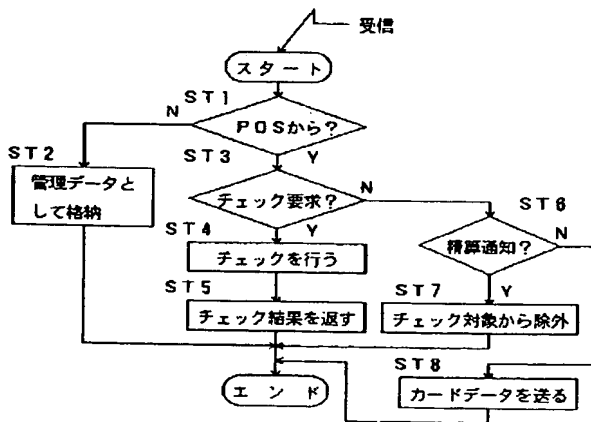 受信
スタート
ST1
N
POSから?
ST2
ST3
Y
管理データと
して格納
チェック要求?
N
ST6
ST4
Y
精算通知?
N
チェックを行う
ST5
ST7
Y
チェック結果を返す
チェック対象から除外
ST8
エンド
カードデータを送る